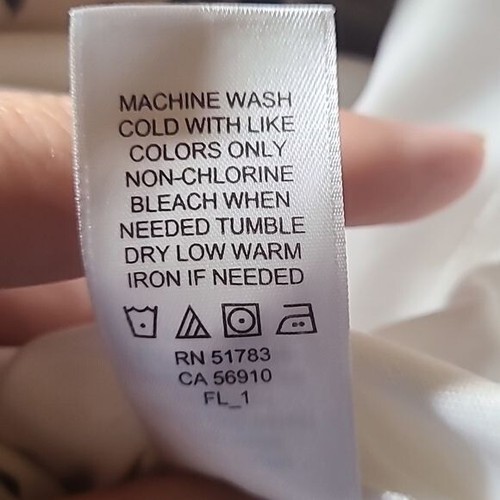 MACHINE WASH
COLD WITH LIKE
COLORS ONLY
NON-CHLORINE
BLEACH WHEN
NEEDED TUMBLE
DRY LOW WARM
IRON IF NEEDED
RN 51783
CA 56910
FL_1